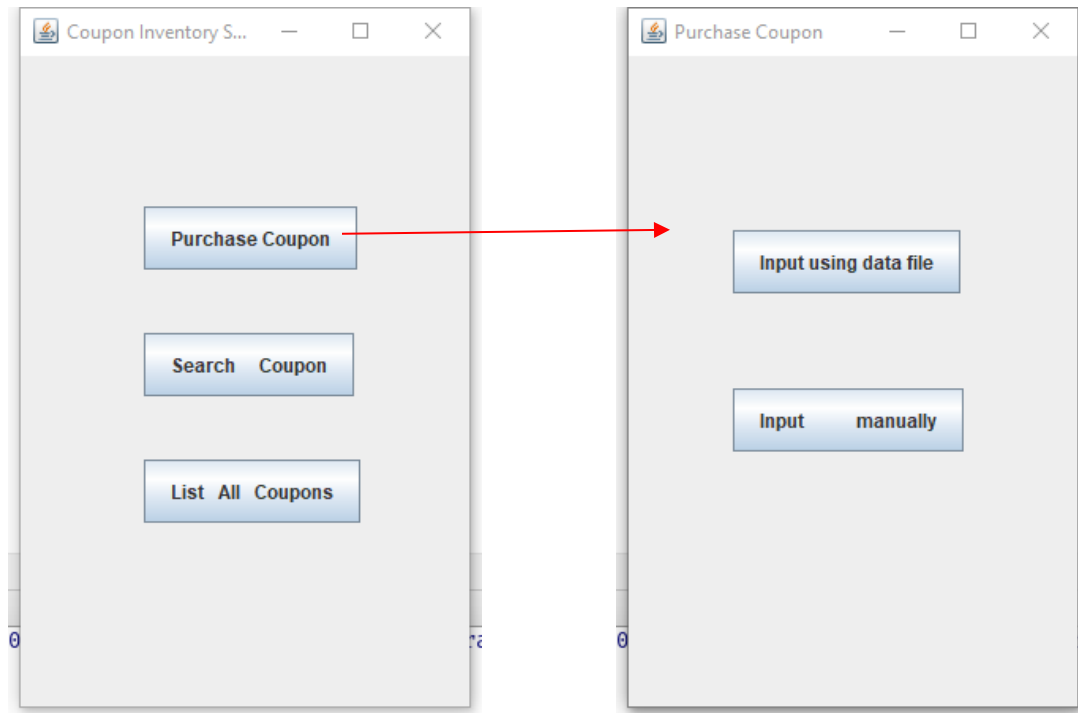 Coupon Inventory S...
Purchase Coupon
Search Coupon
List All Coupons
Purchase Coupon
Input using data file
Input manually